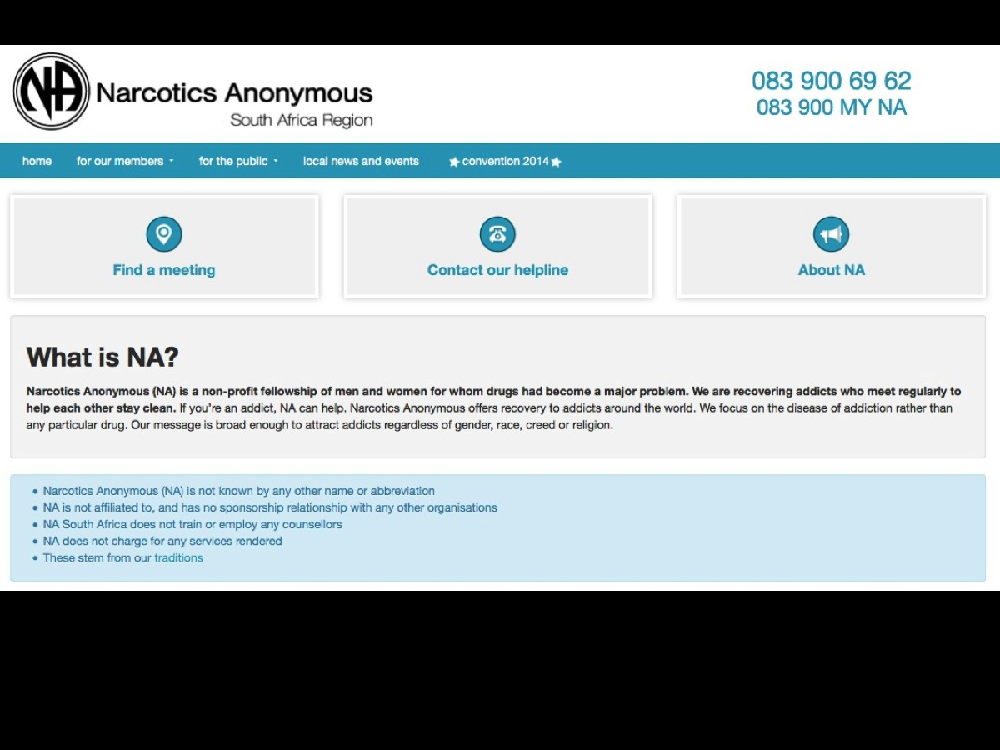 NA Narcotics Anonymous
South Africa Region
083 900 69 62
083 900 MY NA
home for our members for the public local news and events convention 2014
Find a meeting
Contact our helpline
About NA
What is NA?
Narcotics Anonymous (NA) is a non-profit fellowship of men and women for whom drugs had become a major problem. We are recovering addicts who meet regularly to
help each other stay clean. If you're an addict, NA can help. Narcotics Anonymous offers recovery to addicts around the world. We focus on the disease of addiction rather than
any particular drug. Our message is broad enough to attract addicts regardless of gender, race, creed or religion.
• Narcotics Anonymous (NA) is not known by any other name or abbreviation
• NA is not affiliated to, and has no sponsorship relationship with any other organisations
• NA South Africa does not train or employ any counsellors
• NA does not charge for any services rendered
• These stem from our traditions